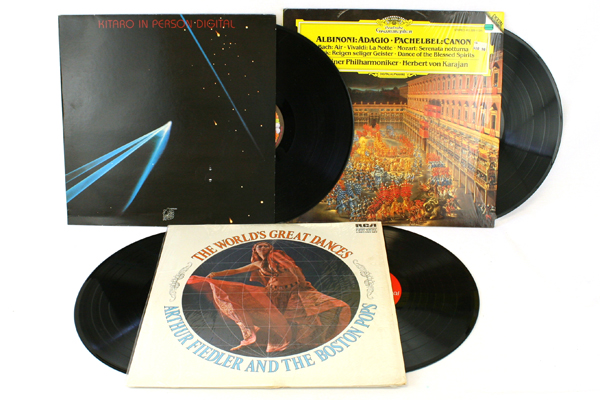 KITARO IN PERSON·DIGITAL
Deutsche
Grammophon
ALBINONI: ADAGIO · PACHELBEL: CANON
Bach: Air · Vivaldi: La Notte · Mozart: Serenata notturna
Reigen seliger Geister · Dance of the Blessed Spirits
Philharmoniker · Herbert von Karajan
RCA
THE WORLD'S GREAT DANCES
ARTHUR FIEDLER AND THE BOSTON POPS